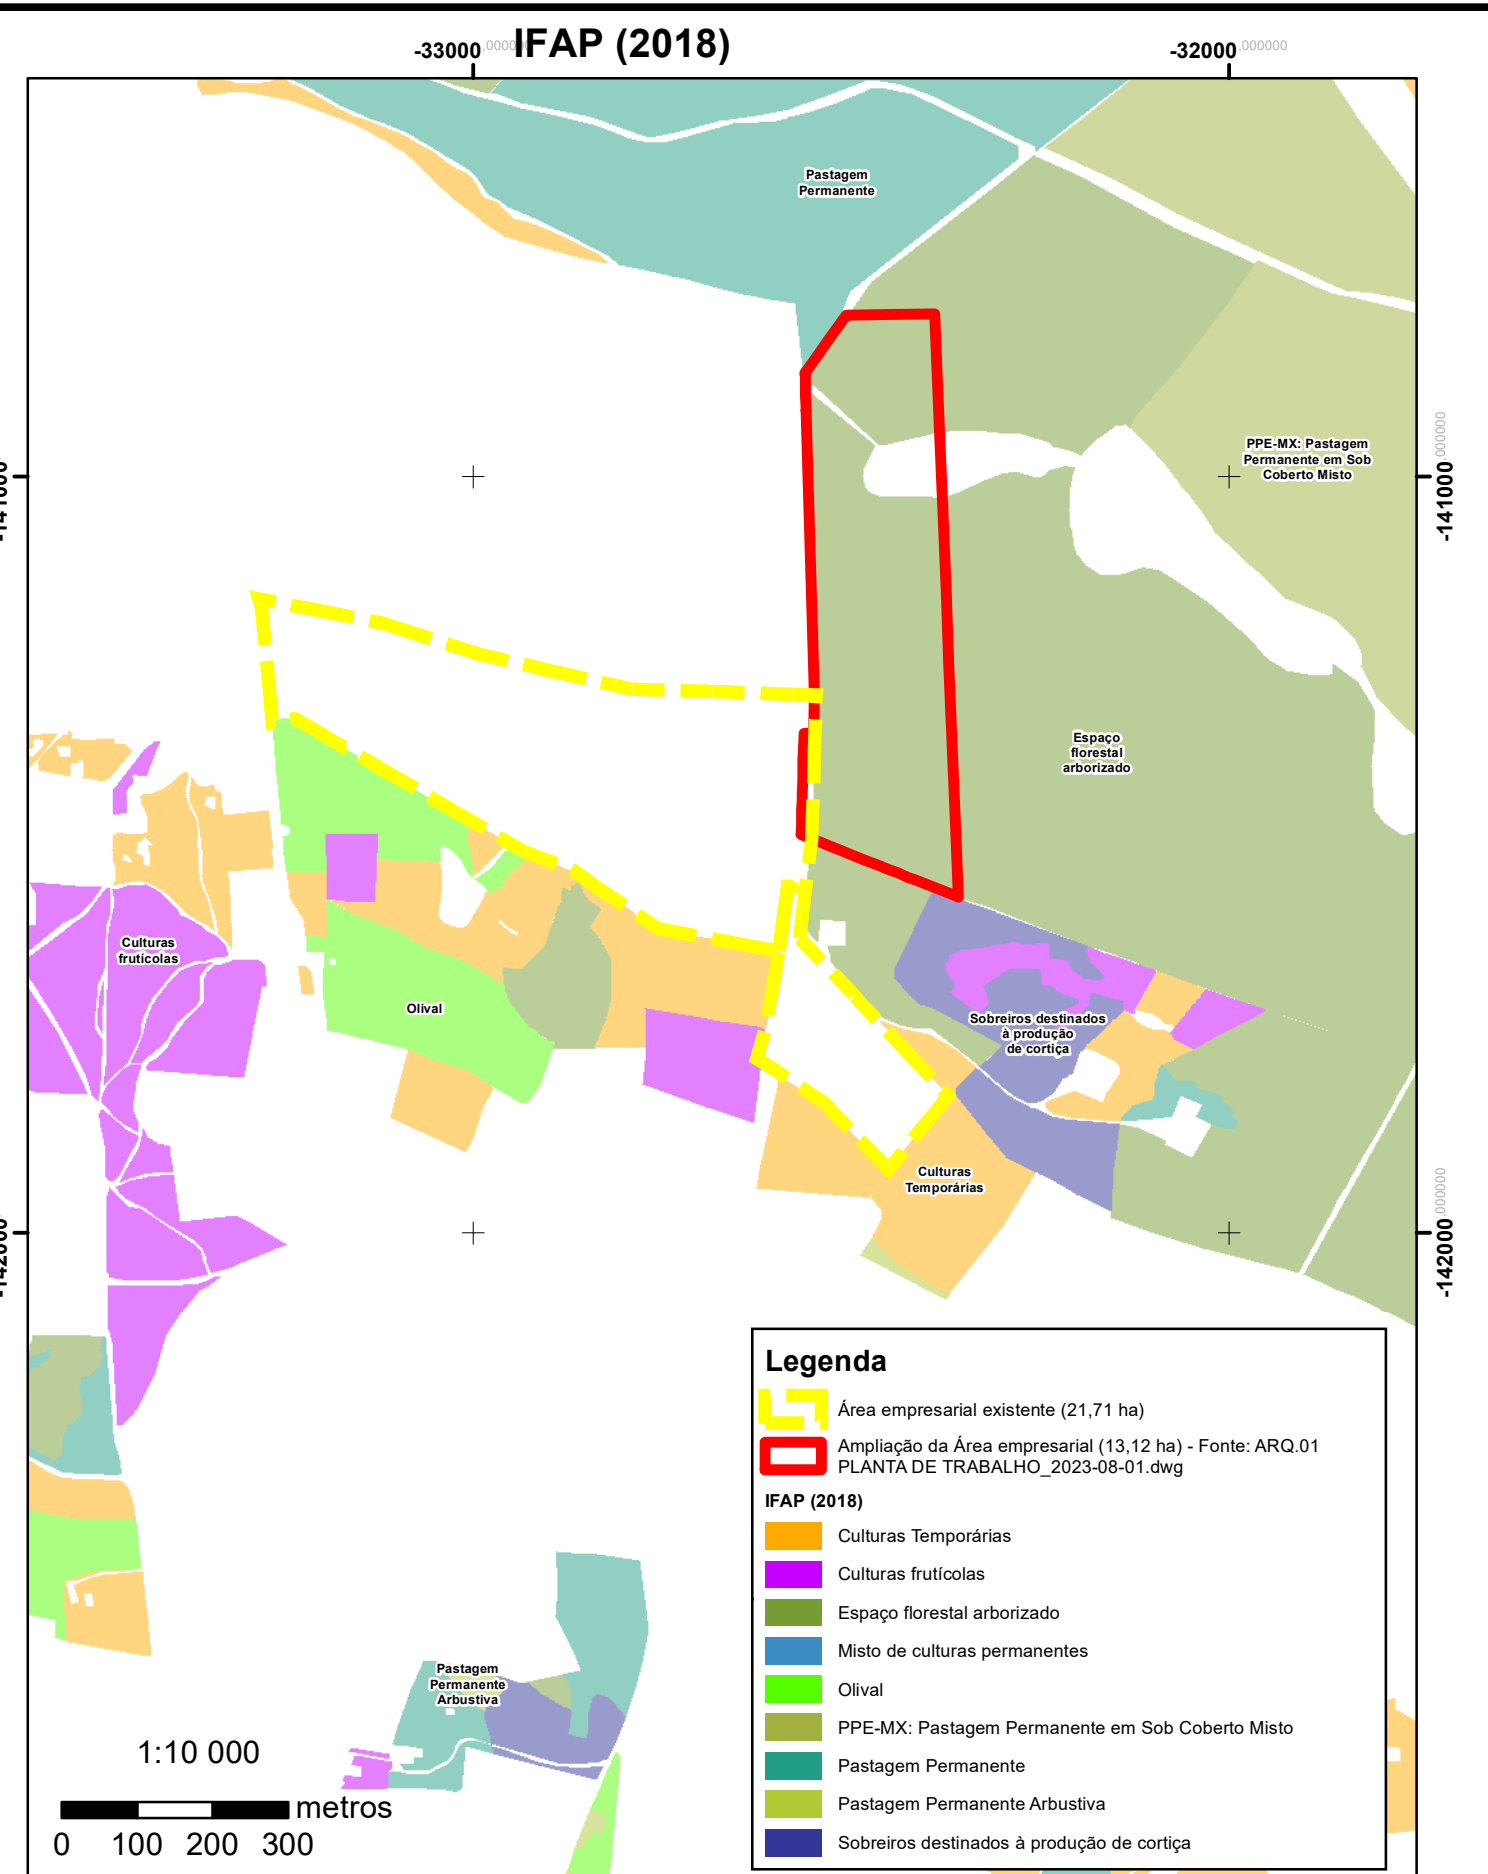 IFAP (2018)
-33000,000000
-32000,000000
Pastagem
Permanente
PPE-MX: Pastagem
Permanente em Sob
Coberto Misto
-141000,000000
Espaço
florestal
arborizado
Culturas
frutícolas
Olival
Sobreiros destinados
à produção
de cortiça
Culturas
Temporárias
-142000,000000
Pastagem
Permanente
Arbustiva
1:10 000
metros
0 100 200 300
Legenda
Área empresarial existente (21,71 ha)
Ampliação da Área empresarial (13,12 ha) - Fonte: ARQ.01
PLANTA DE TRABALHO_2023-08-01.dwg
IFAP (2018)
Culturas Temporárias
Culturas frutícolas
Espaço florestal arborizado
Misto de culturas permanentes
Olival
PPE-MX: Pastagem Permanente em Sob Coberto Misto
Pastagem Permanente
Pastagem Permanente Arbustiva
Sobreiros destinados à produção de cortiça